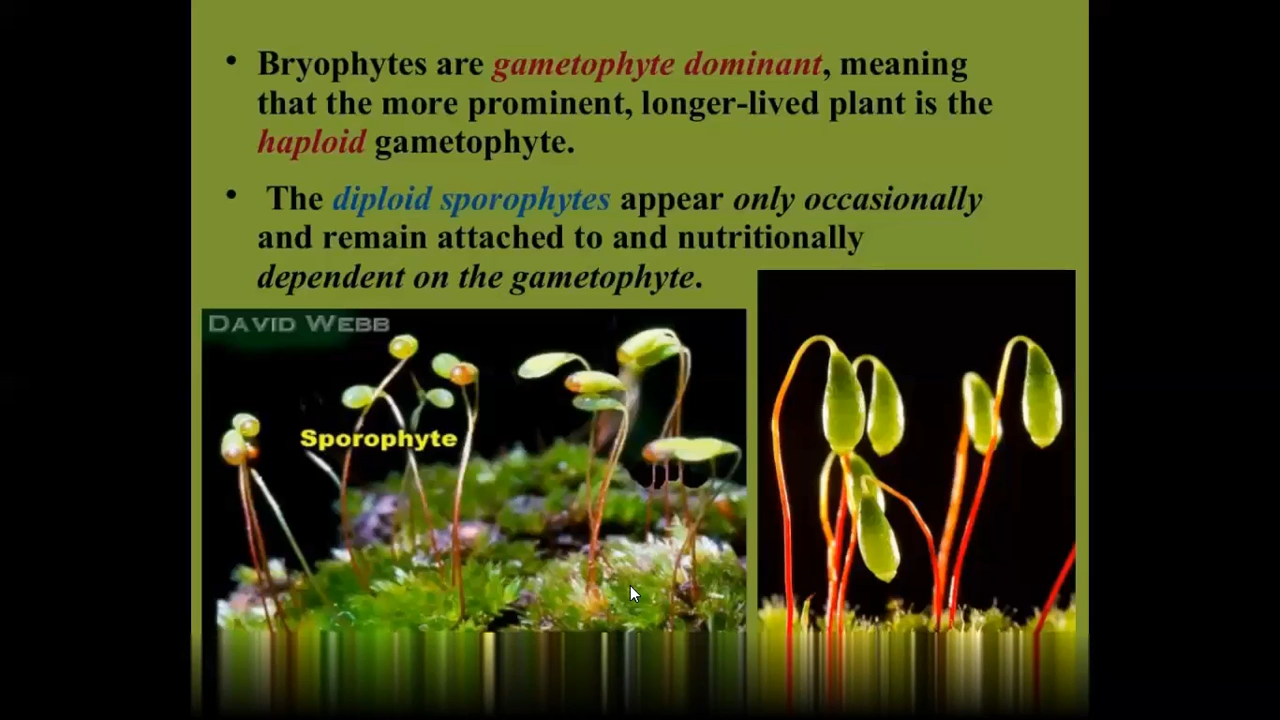 • Bryophytes are gametophyte dominant, meaning
that the more prominent, longer-lived plant is the
haploid gametophyte.
• The diploid sporophytes appear only occasionally
and remain attached to and nutritionally
dependent on the gametophyte.
DAVID WEBB
Sporophyte